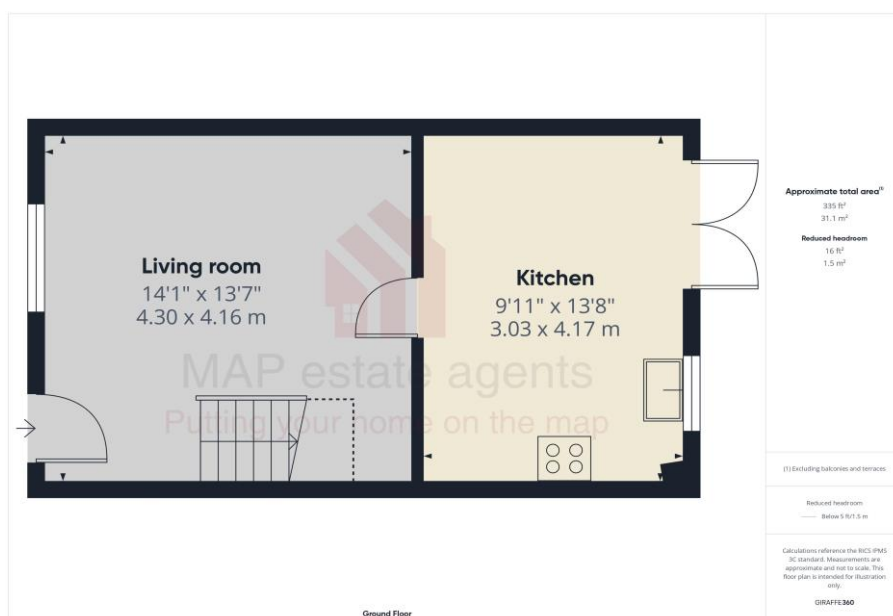 Living room
14'1" x 13'7"
4.30 x 4.16 m
Kitchen
9'11" x 13'8"
3.03 x 4.17 m
MAP estate agents
Putting your home on the map
Ground Floor
Approximate total area(1)
335 ft²
31.1 m²
Reduced headroom
16 ft²
1.5 m²
(1) Excluding balconies and terraces
Reduced headroom
Below 5 ft/1.5 m
Calculations reference the RICS IPMS
3C standard. Measurements are
approximate and not to scale. This
floor plan is intended for illustration
only.
GIRAFFE360